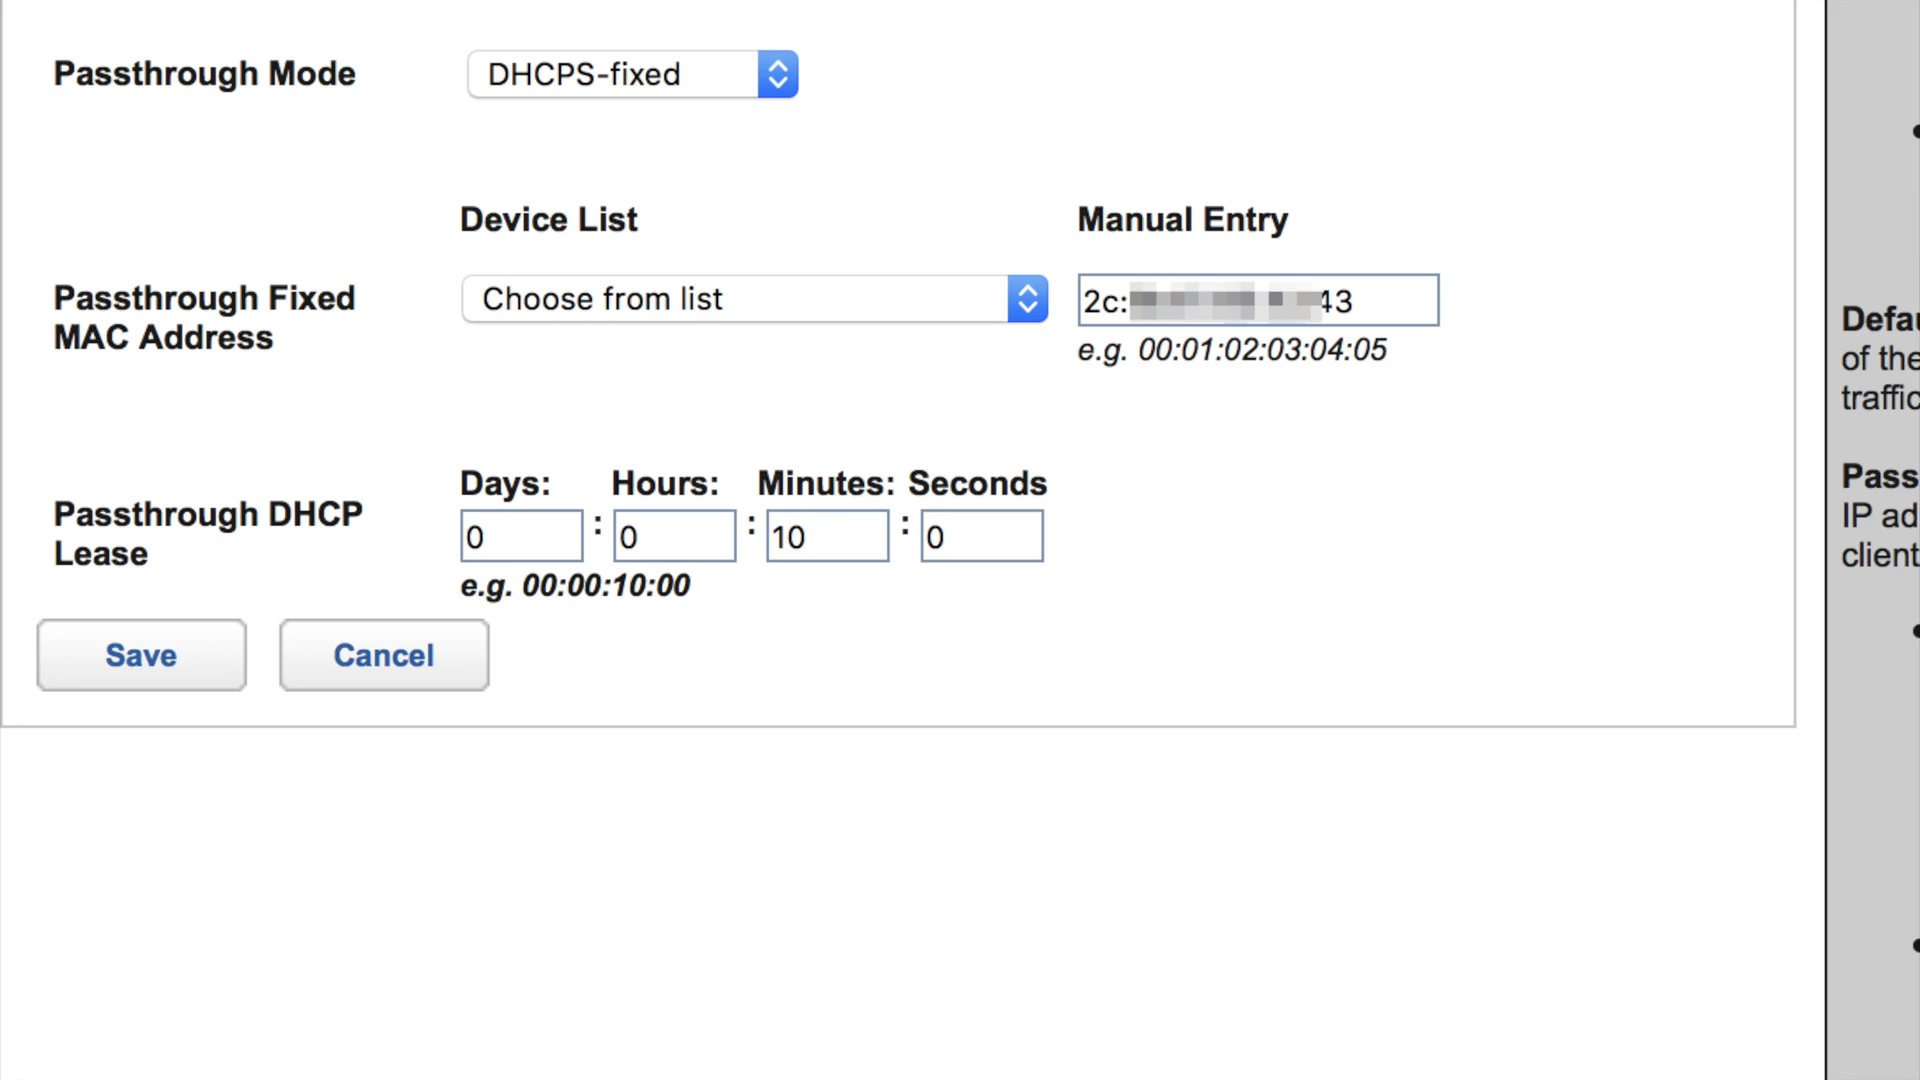 Passthrough Mode
DHCPS-fixed
Device List
Manual Entry
Passthrough Fixed
MAC Address
Choose from list
2c: 43
e.g. 00:01:02:03:04:05
Days: Hours: Minutes: Seconds
Passthrough DHCP
Lease
0 : 0 : 10 : 0
e.g. 00:00:10:00
Save
Cancel
of the
IP
client